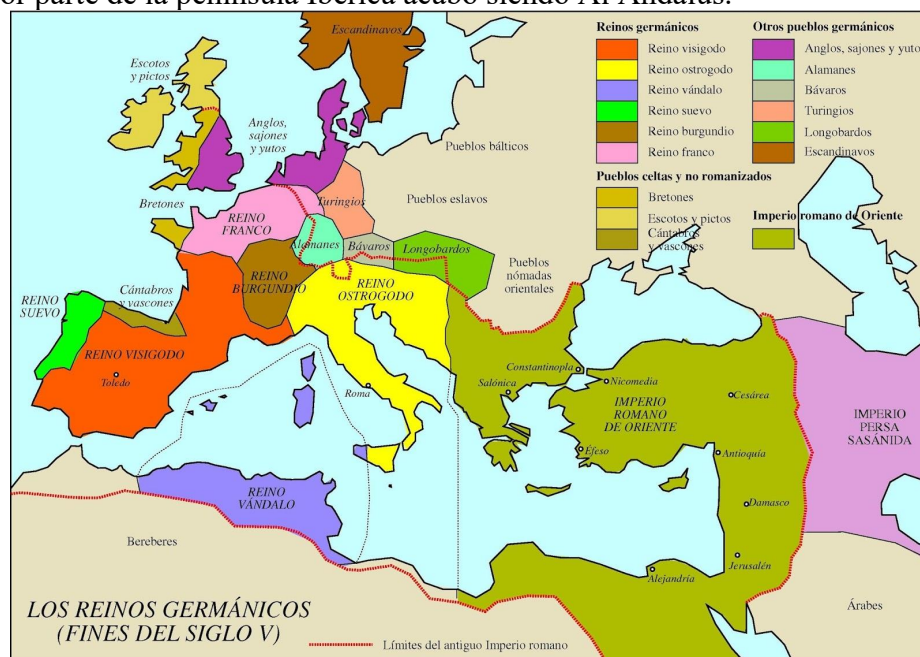 or parte de la península Ibérica acabó siendo Al-Ándalus.
Escandinavos
Escotos
y pictos
Anglos,
sajones
y yutos
Pueblos bálticos
Bretones
Pueblos eslavos
REINO
FRANCO
Turingios
Alamanes
Bávaros
Longobardos
Pueblos
nómadas
orientales
REINO
SUEVO
Cántabros
y vascones
REINO
BURGUNDIO
REINO
OSTROGODO
REINO VISIGODO
Toledo
Roma
Constantinopla
Salónica
Nicomedia
Cesárea
IMPERIO
ROMANO
DE ORIENTE
Éfeso
Antioquía
IMPERIO
PERSA
SASÁNIDA
Damasco
Jerusalén
Alejandría
REINO
VÁNDALO
Bereberes
Árabes
Reinos germánicos
Reino visigodo
Reino ostrogodo
Reino vándalo
Reino suevo
Reino burgundio
Reino franco
Pueblos celtas y no romanizados
Bretones
Escotos y pictos
Cántabros
y vascones
Otros pueblos germánicos
Anglos, sajones y yutos
Alamanes
Bávaros
Turingios
Longobardos
Escandinavos
Imperio romano de Oriente
LOS REINOS GERMÁNICOS
(FINES DEL SIGLO V)
Límites del antiguo Imperio romano